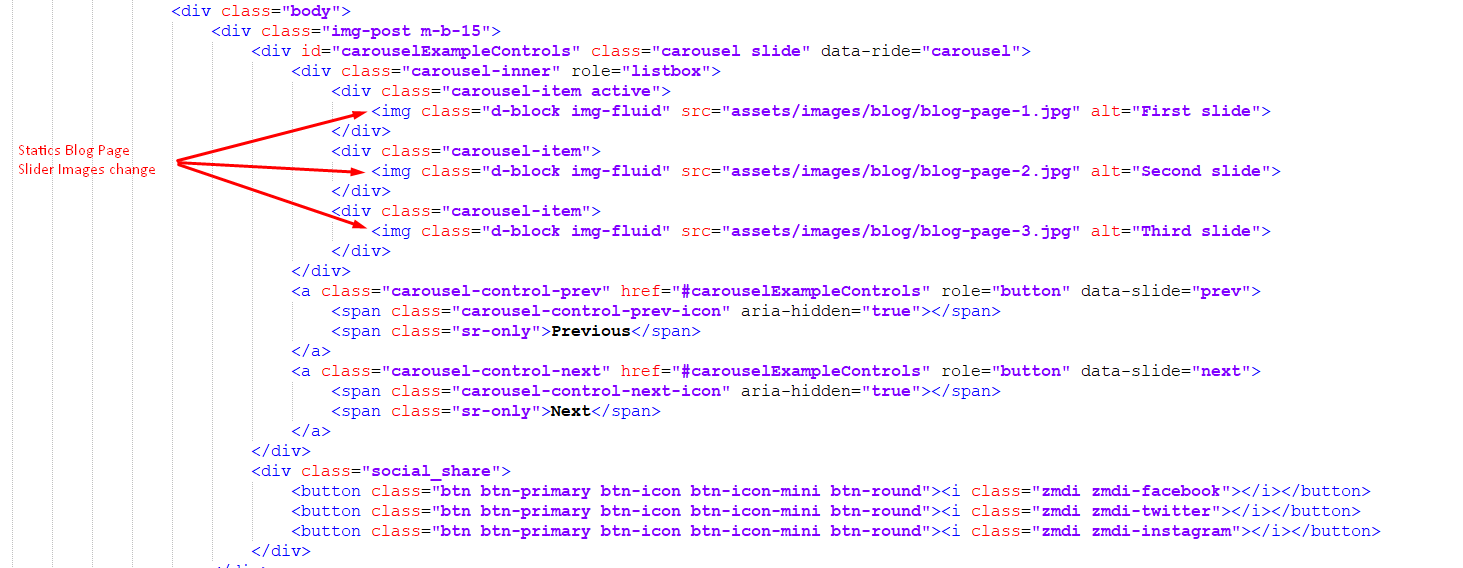 <div class="body">
<div class="img-post m-b-15">
<div id="carouselExampleControls" class="carousel slide" data-ride="carousel">
<div class="carousel-inner" role="listbox">
<div class="carousel-item active">
<img class="d-block img-fluid" src="assets/images/blog/blog-page-1.jpg" alt="First slide">
</div>
Statics Blog Page
Slider Images change
<div class="carousel-item">
<img class="d-block img-fluid" src="assets/images/blog/blog-page-2.jpg" alt="Second slide">
</div>
<div class="carousel-item">
<img class="d-block img-fluid" src="assets/images/blog/blog-page-3.jpg" alt="Third slide">
</div>
</div>
<a class="carousel-control-prev" href="#carouselExampleControls" role="button" data-slide="prev">
<span class="carousel-control-prev-icon" aria-hidden="true"></span>
<span class="sr-only">Previous</span>
</a>
<a class="carousel-control-next" href="#carouselExampleControls" role="button" data-slide="next">
<span class="carousel-control-next-icon" aria-hidden="true"></span>
<span class="sr-only">Next</span>
</a>
</div>
<div class="social_share">
<button class="btn btn-primary btn-icon btn-icon-mini btn-round"><i class="zmdi zmdi-facebook"></i></button>
<button class="btn btn-primary btn-icon btn-icon-mini btn-round"><i class="zmdi zmdi-twitter"></i></button>
<button class="btn btn-primary btn-icon btn-icon-mini btn-round"><i class="zmdi zmdi-instagram"></i></button>
</div>